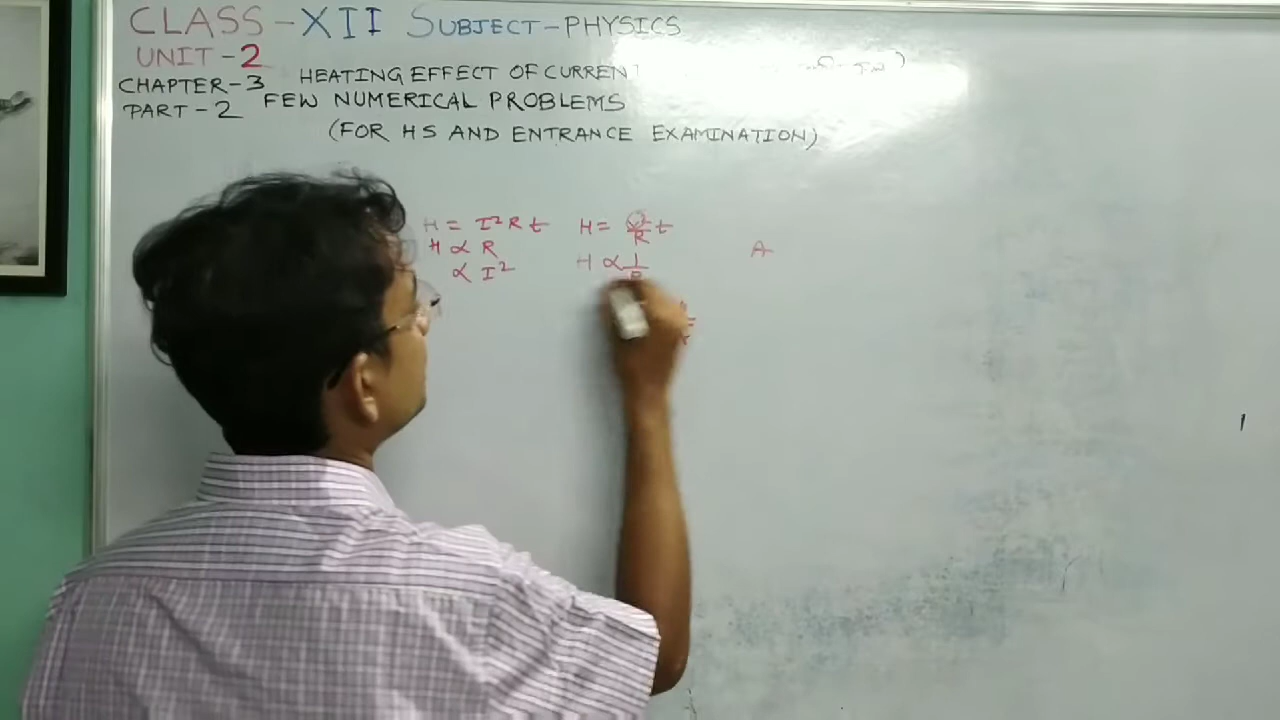 CLASS-XII SUBJECT-PHYSICS
UNIT-2
CHAPTER-3 HEATING EFFECT OF CURREN
PART-2 FEW NUMERICAL PROBLEMS
(FOR HS AND ENTRANCE EXAMINATION)
H = I²Rt H = V²/R t
H ∝ R H ∝ 1/R
∝ I²
A